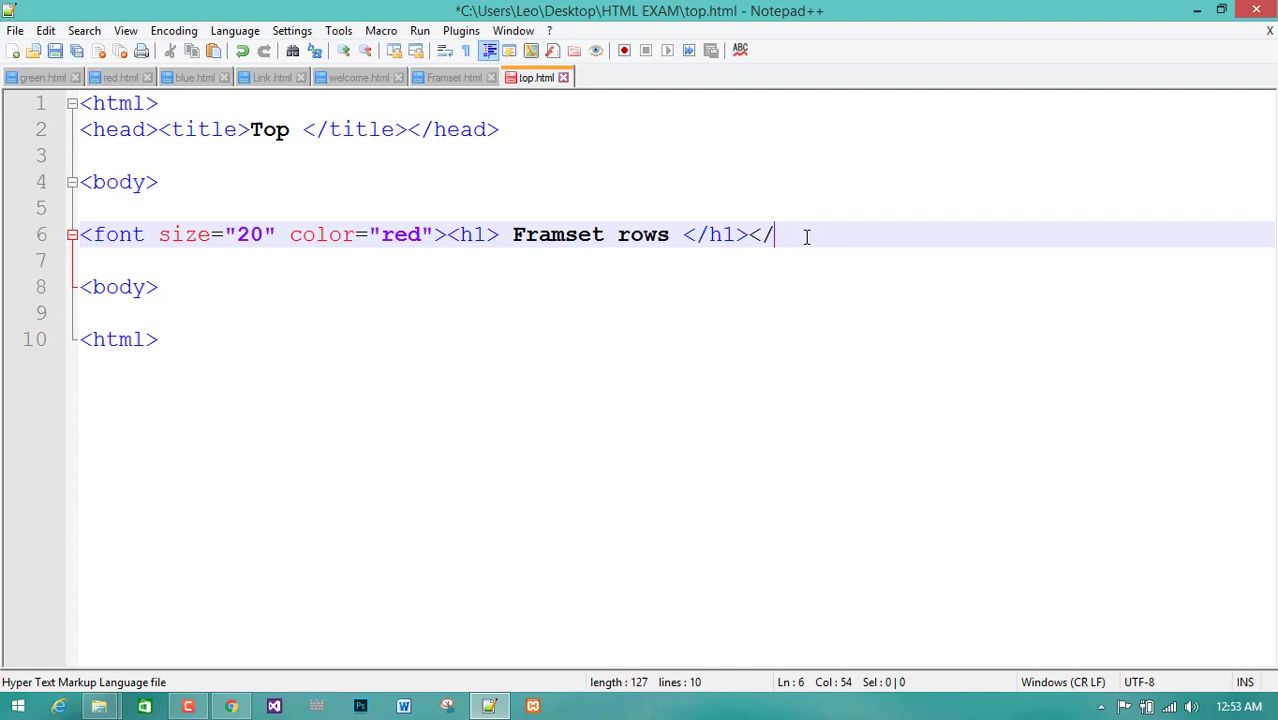 *C:\Users\Leo\Desktop\HTML EXAM\top.html - Notepad++
File Edit Search View Encoding Language Settings Tools Macro Run Plugins Window ? X
ABC
green.html red.html blue.html Link.html welcome.html Framset.html top.html
1 <html>
2 <head><title>Top </title></head>
3
4 <body>
5
6 <font size="20" color="red"><h1> Framset rows </h1></
7
8 <body>
9
10 <html>
Hyper Text Markup Language file length : 127 lines : 10 Ln : 6 Col : 54 Sel : 0 | 0 Windows (CR LF) UTF-8 INS
12:53 AM